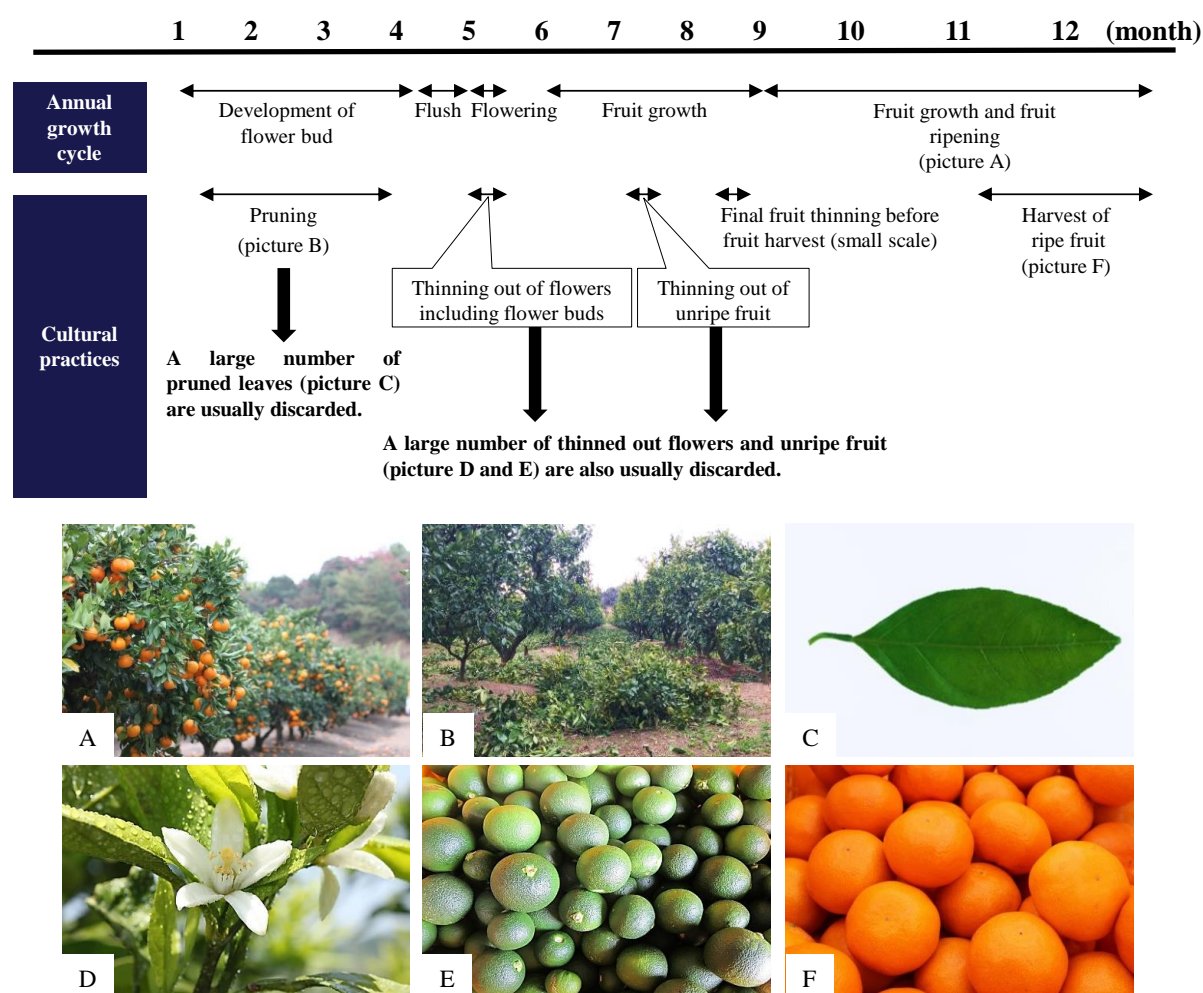 1 2 3 4 5 6 7 8 9 10 11 12 (month)
Annual
growth
cycle
Development of
flower bud
Flush
Flowering
Fruit growth
Fruit growth and fruit
ripening
(picture A)
Cultural
practices
Pruning
(picture B)
Final fruit thinning before
fruit harvest (small scale)
Harvest of
ripe fruit
(picture F)
Thinning out of flowers
including flower buds
Thinning out of
unripe fruit
A large number of
pruned leaves (picture C)
are usually discarded.
A large number of thinned out flowers and unripe fruit
(picture D and E) are also usually discarded.
A
B
C
D
E
F